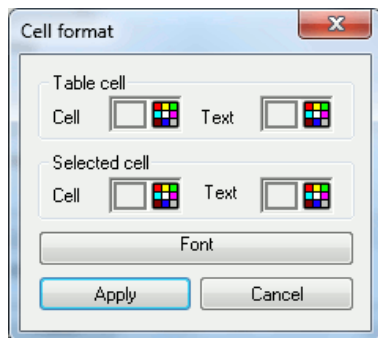 Cell format
Table cell
Cell Text
Selected cell
Cell Text
Font
Apply Cancel